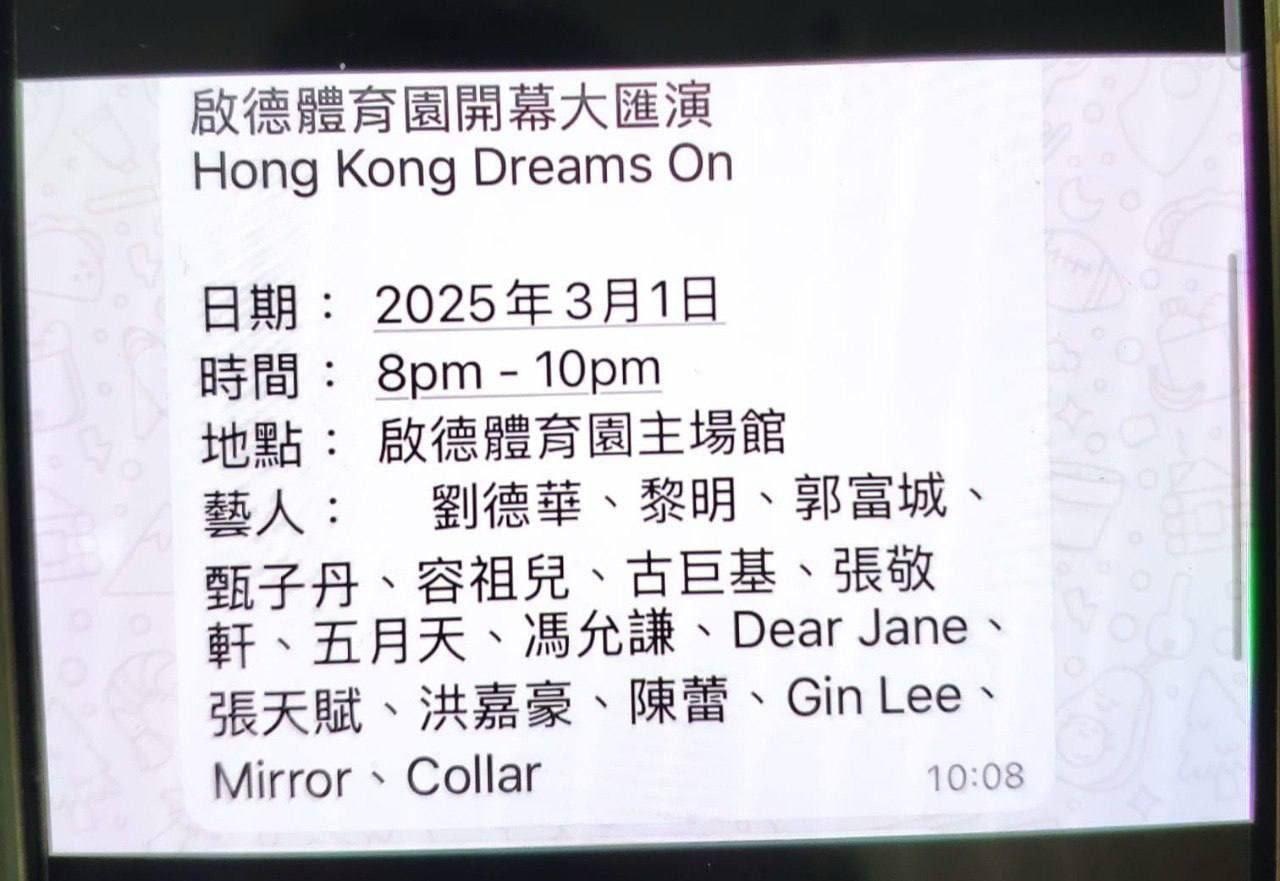 啟德體育園開幕大匯演
Hong Kong Dreams On
日期： 2025年3月1日
時間： 8pm - 10pm
地點： 啟德體育園主場館
藝人： 劉德華、黎明、郭富城、
甄子丹、容祖兒、古巨基、張敬
軒、五月天、馮允謙、Dear Jane、
張天賦、洪嘉豪、陳蕾、Gin Lee、
Mirror、Collar
10:08